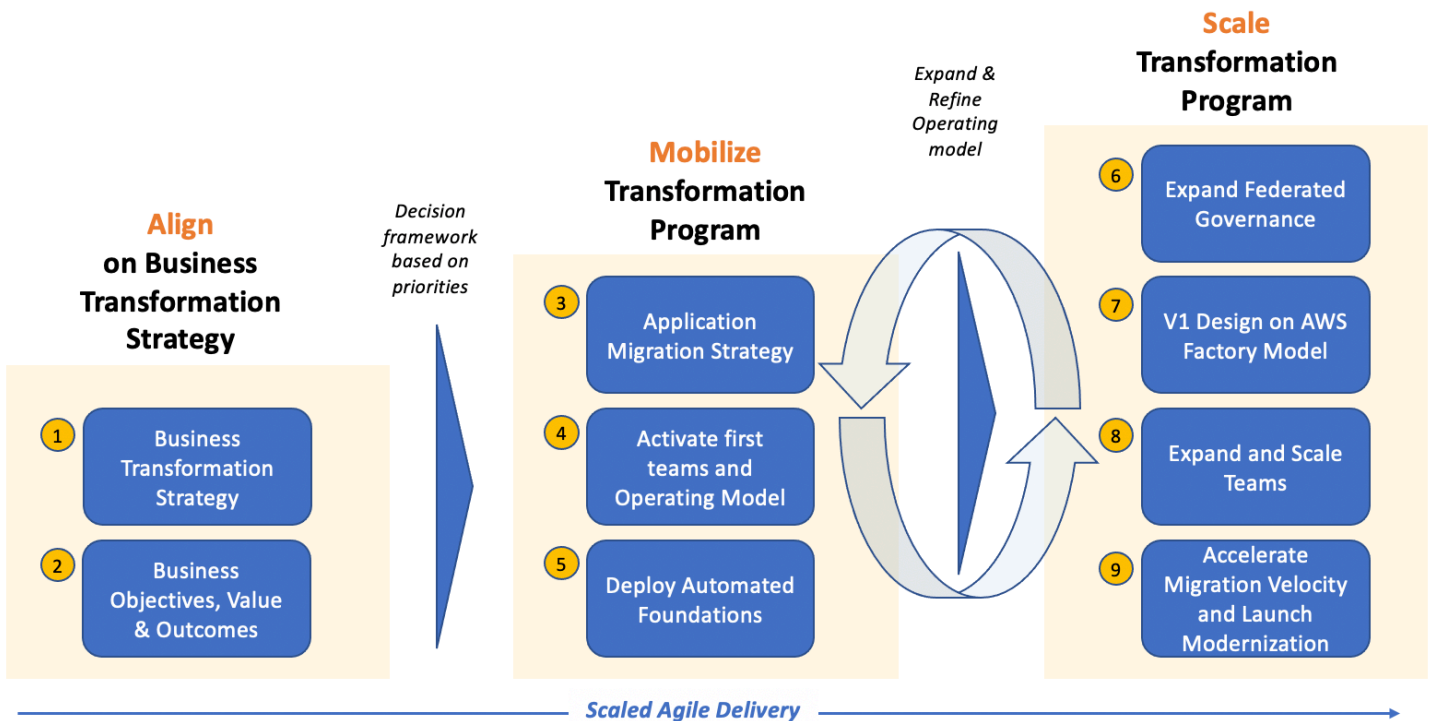 Align
on Business
Transformation
Strategy
1
Business
Transformation
Strategy
2
Business
Objectives, Value
& Outcomes
Decision
framework
based on
priorities
Mobilize
Transformation
Program
3
Application
Migration Strategy
4
Activate first
teams and
Operating Model
5
Deploy Automated
Foundations
Expand &
Refine
Operating
model
Scale
Transformation
Program
6
Expand Federated
Governance
7
V1 Design on AWS
Factory Model
8
Expand and Scale
Teams
9
Accelerate
Migration Velocity
and Launch
Modernization
Scaled Agile Delivery